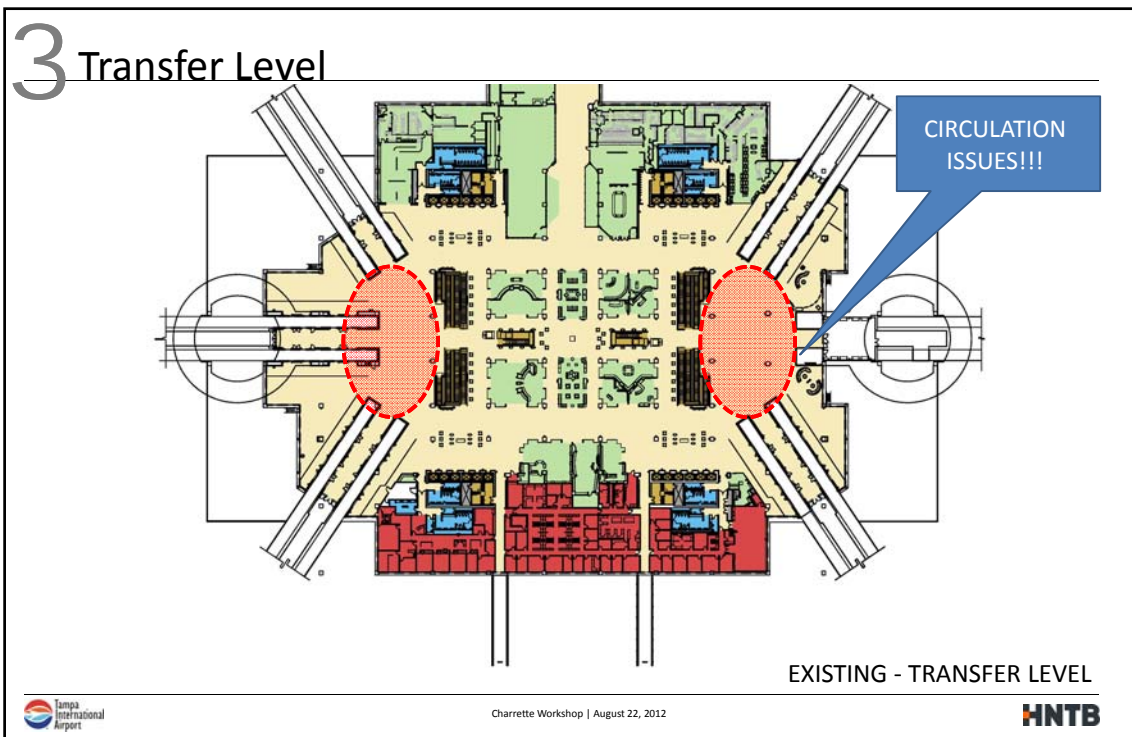 3 Transfer Level
CIRCULATION
ISSUES!!!
EXISTING - TRANSFER LEVEL
Tampa
International
Airport
Charrette Workshop | August 22, 2012
HNTB